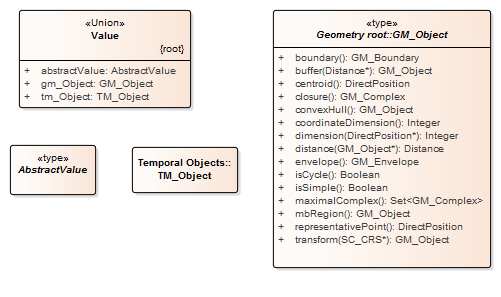 «Union»
Value
{root}
+ abstractValue: AbstractValue
+ gm_Object: GM_Object
+ tm_Object: TM_Object
«type»
AbstractValue
Temporal Objects::
TM_Object
«type»
Geometry root::GM_Object
+ boundary(): GM_Boundary
+ buffer(Distance*): GM_Object
+ centroid(): DirectPosition
+ closure(): GM_Complex
+ convexHull(): GM_Object
+ coordinateDimension(): Integer
+ dimension(DirectPosition*): Integer
+ distance(GM_Object*): Distance
+ envelope(): GM_Envelope
+ isCycle(): Boolean
+ isSimple(): Boolean
+ maximalComplex(): Set<GM_Complex>
+ mbRegion(): GM_Object
+ representativePoint(): DirectPosition
+ transform(SC_CRS*): GM_Object